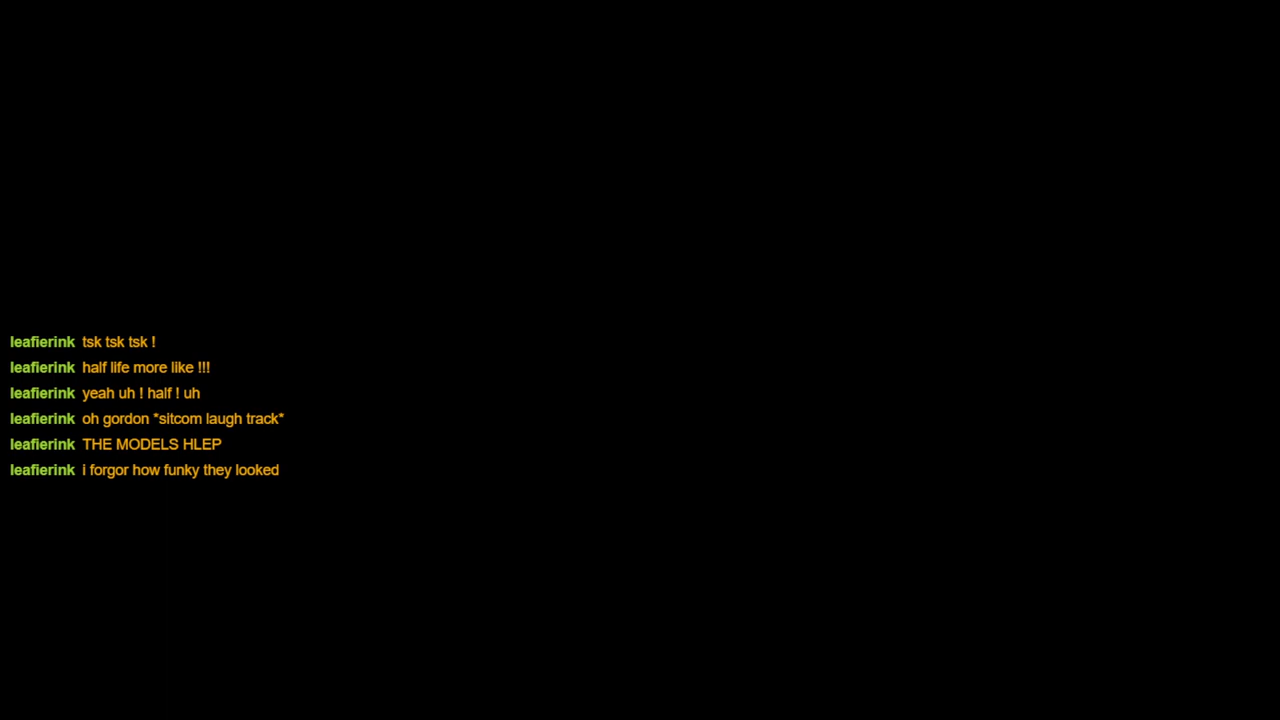 leafierink tsk tsk tsk !
leafierink half life more like !!!
leafierink yeah uh ! half ! uh
leafierink oh gordon *sitcom laugh track*
leafierink THE MODELS HLEP
leafierink i forgor how funky they looked